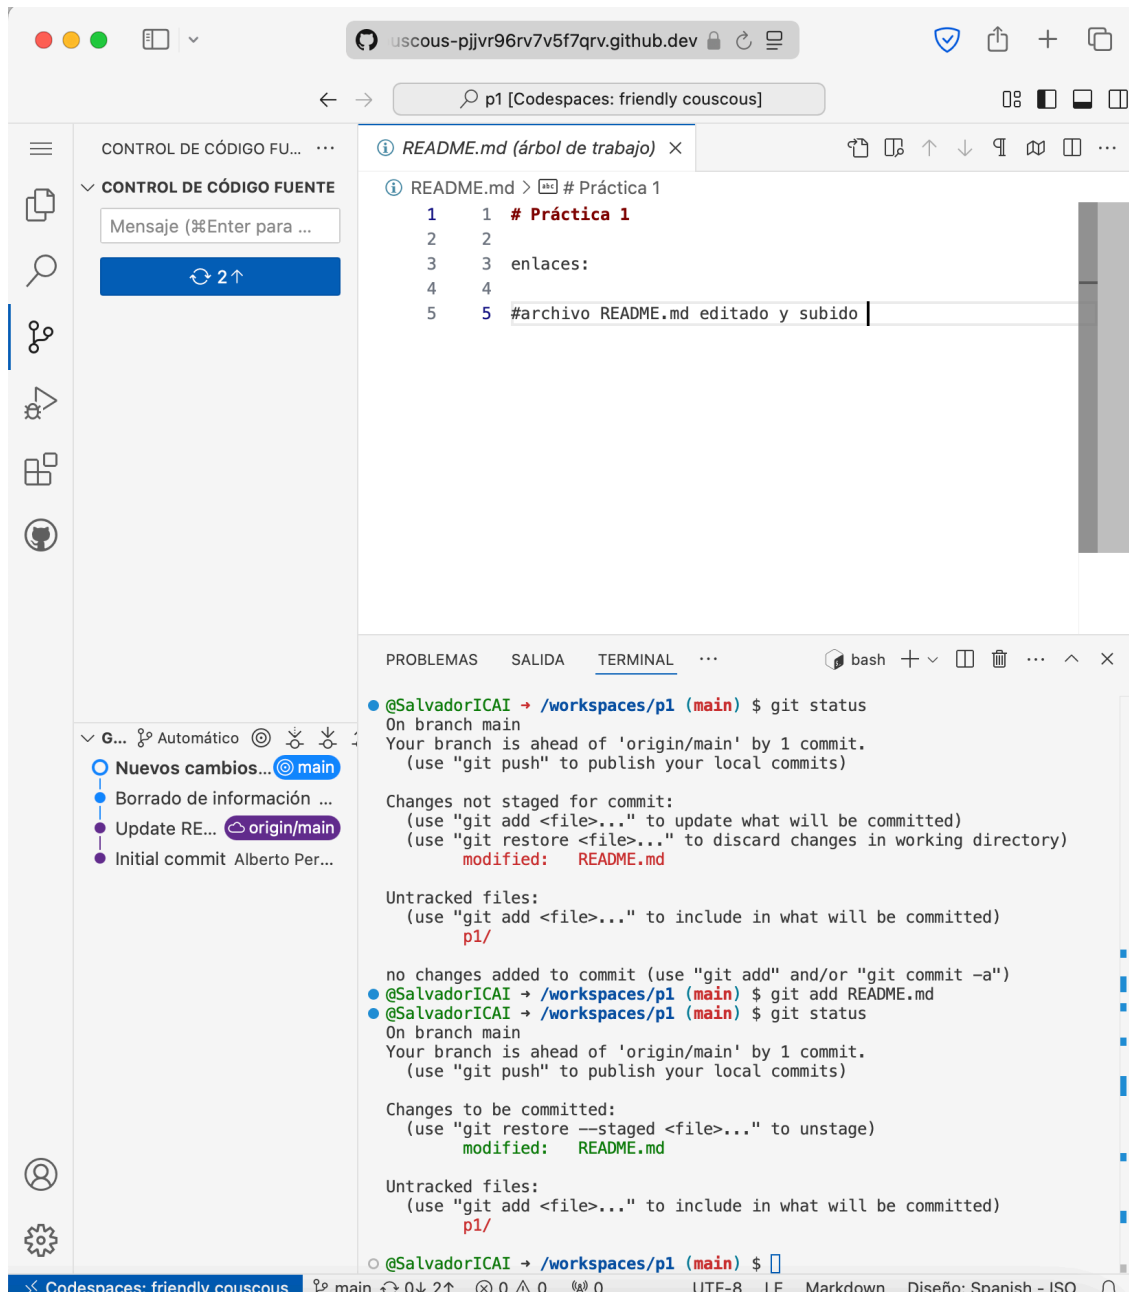 uscous-pjjvr96rv7v5f7qrv.github.dev
p1 [Codespaces: friendly couscous]
CONTROL DE CÓDIGO FU... ···
README.md (árbol de trabajo)
CONTROL DE CÓDIGO FUENTE
README.md > # Práctica 1
Mensaje (⌘Enter para ...
2↑
1 1 # Práctica 1
2 2
3 3 enlaces:
4 4
5 5 #archivo README.md editado y subido
PROBLEMAS SALIDA TERMINAL ··· bash
@SalvadorICAI → /workspaces/p1 (main) $ git status
On branch main
Your branch is ahead of 'origin/main' by 1 commit.
(use "git push" to publish your local commits)
Changes not staged for commit:
(use "git add <file>..." to update what will be committed)
(use "git restore <file>..." to discard changes in working directory)
modified: README.md
Untracked files:
(use "git add <file>..." to include in what will be committed)
p1/
no changes added to commit (use "git add" and/or "git commit -a")
@SalvadorICAI → /workspaces/p1 (main) $ git add README.md
@SalvadorICAI → /workspaces/p1 (main) $ git status
On branch main
Your branch is ahead of 'origin/main' by 1 commit.
(use "git push" to publish your local commits)
Changes to be committed:
(use "git restore --staged <file>..." to unstage)
modified: README.md
Untracked files:
(use "git add <file>..." to include in what will be committed)
p1/
@SalvadorICAI → /workspaces/p1 (main) $
G... Automático
Nuevos cambios... main
Borrado de información ...
Update RE... origin/main
Initial commit Alberto Per...
Codespaces: friendly couscous main 0↓ 2↑ 0 0 0 UTF-8 LF Markdown Diseño: Spanish - ISO